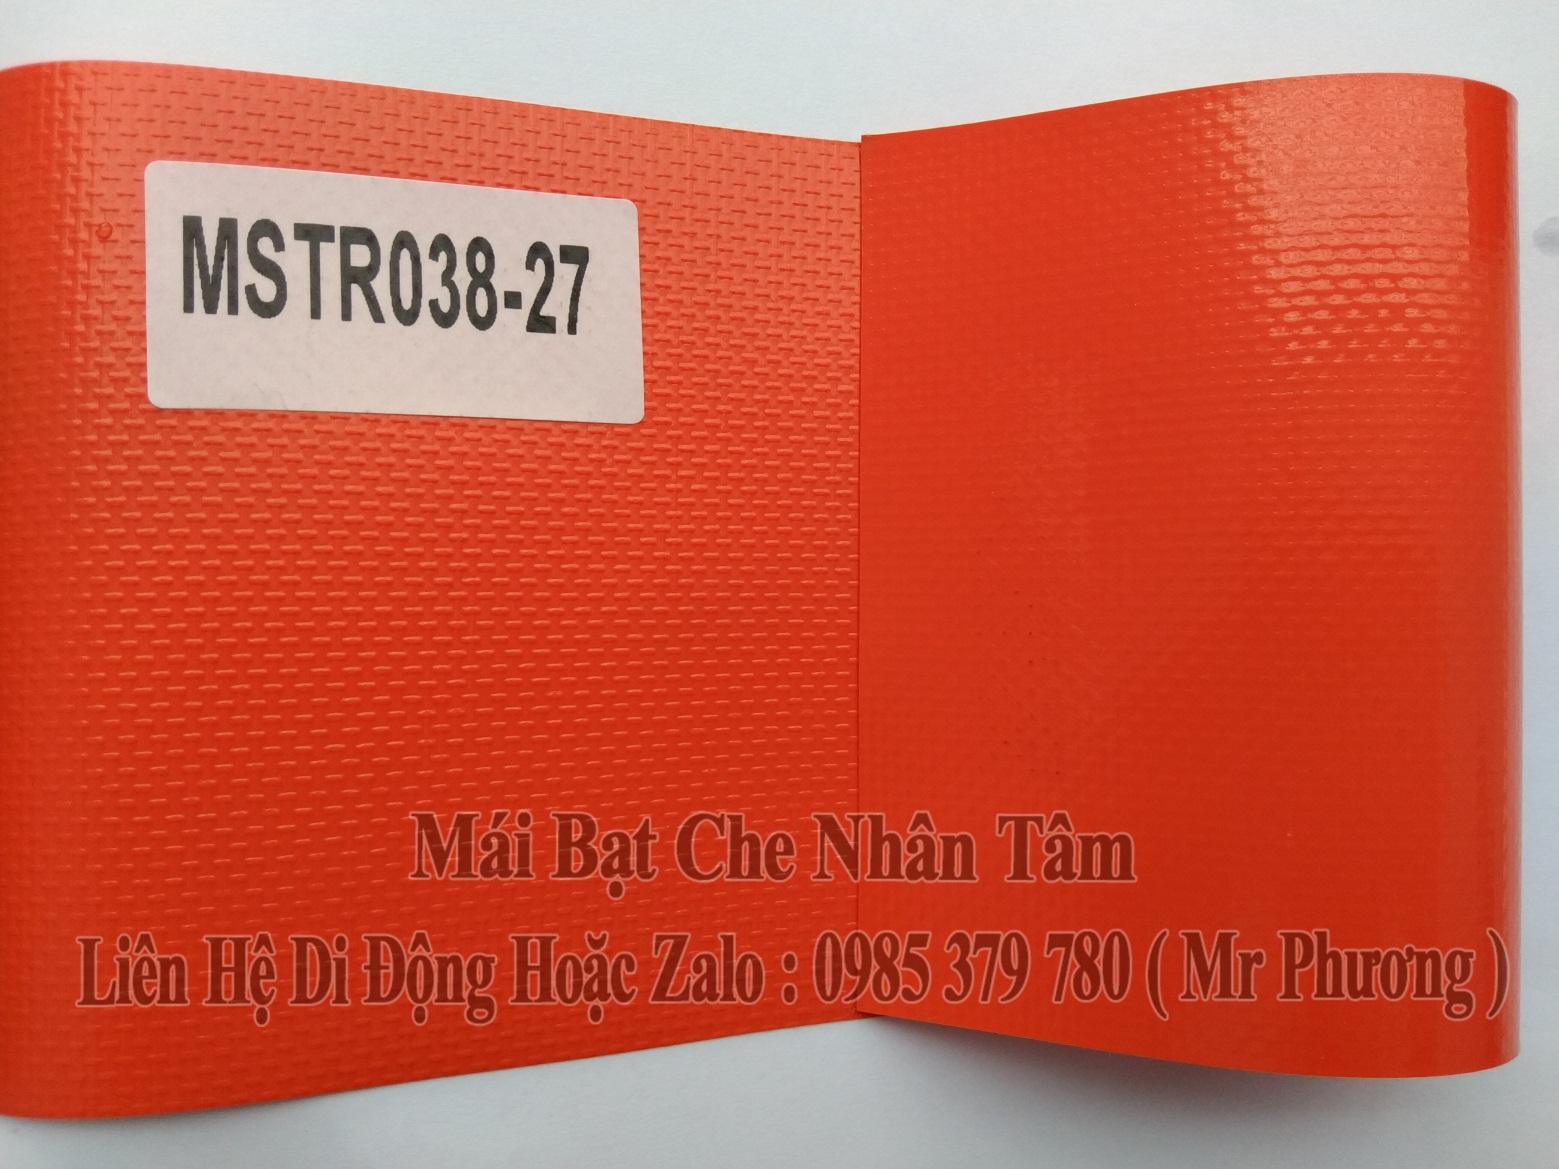 MSTR038-27
Mái Bạt Che Nhân Tâm
Liên Hệ Di Động Hoặc Zalo : 0985 379 780 ( Mr Phương )